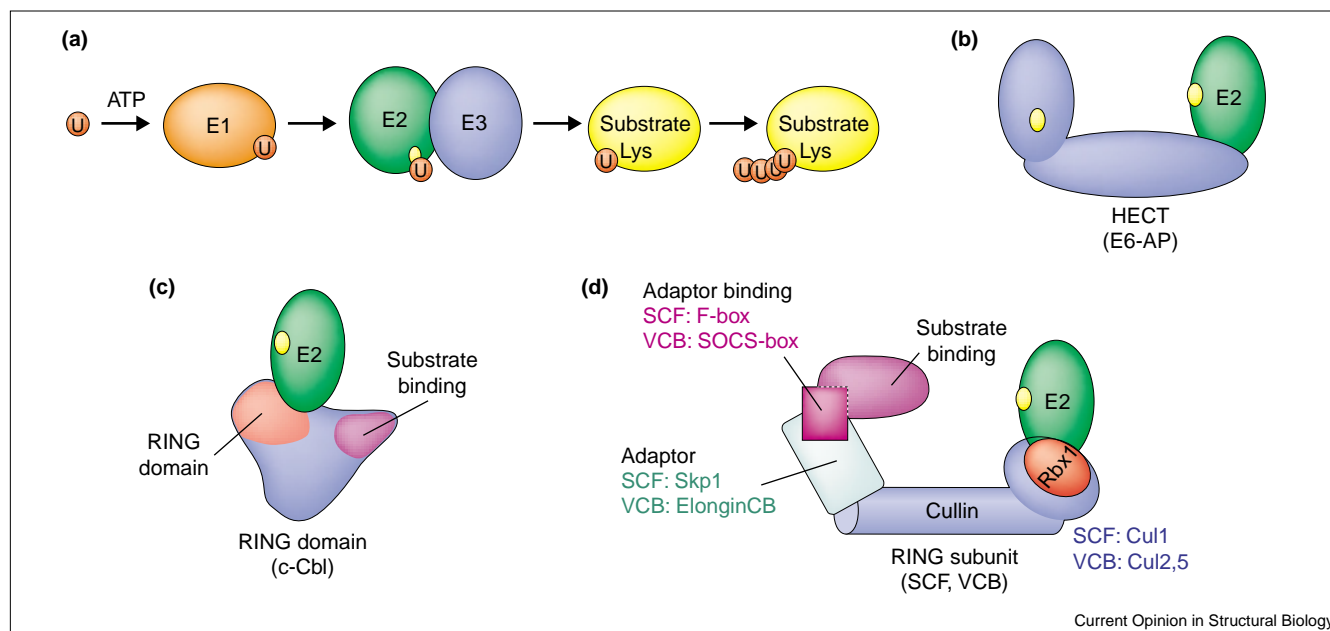 (a)
U
ATP
E1
U
E2
E3
U
Substrate
Lys
U
Substrate
Lys
U
U
U
U
(b)
E2
HECT
(E6-AP)
(c)
E2
Substrate
binding
RING
domain
RING domain
(c-Cbl)
(d)
Adaptor binding
SCF: F-box
VCB: SOCS-box
Substrate
binding
E2
Rbx1
Adaptor
SCF: Skp1
VCB: ElonginCB
Cullin
SCF: Cul1
VCB: Cul2,5
RING subunit
(SCF, VCB)
Current Opinion in Structural Biology